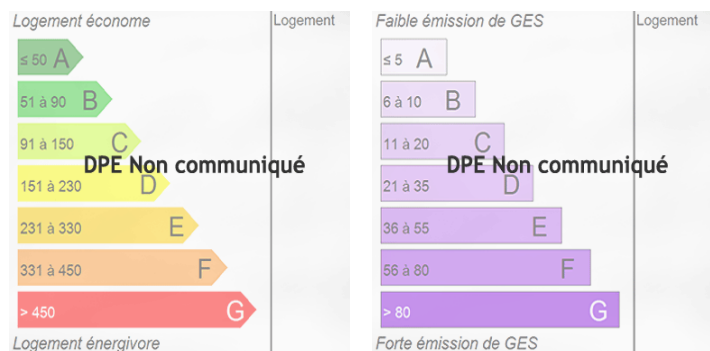 Logement économe
Logement
≤ 50 A
51 à 90 B
91 à 150 C
DPE Non communiqué
151 à 230 D
231 à 330 E
331 à 450 F
> 450 G
Logement énergivore
Faible émission de GES
Logement
≤ 5 A
6 à 10 B
11 à 20 C
DPE Non communiqué
21 à 35 D
36 à 55 E
56 à 80 F
> 80 G
Forte émission de GES